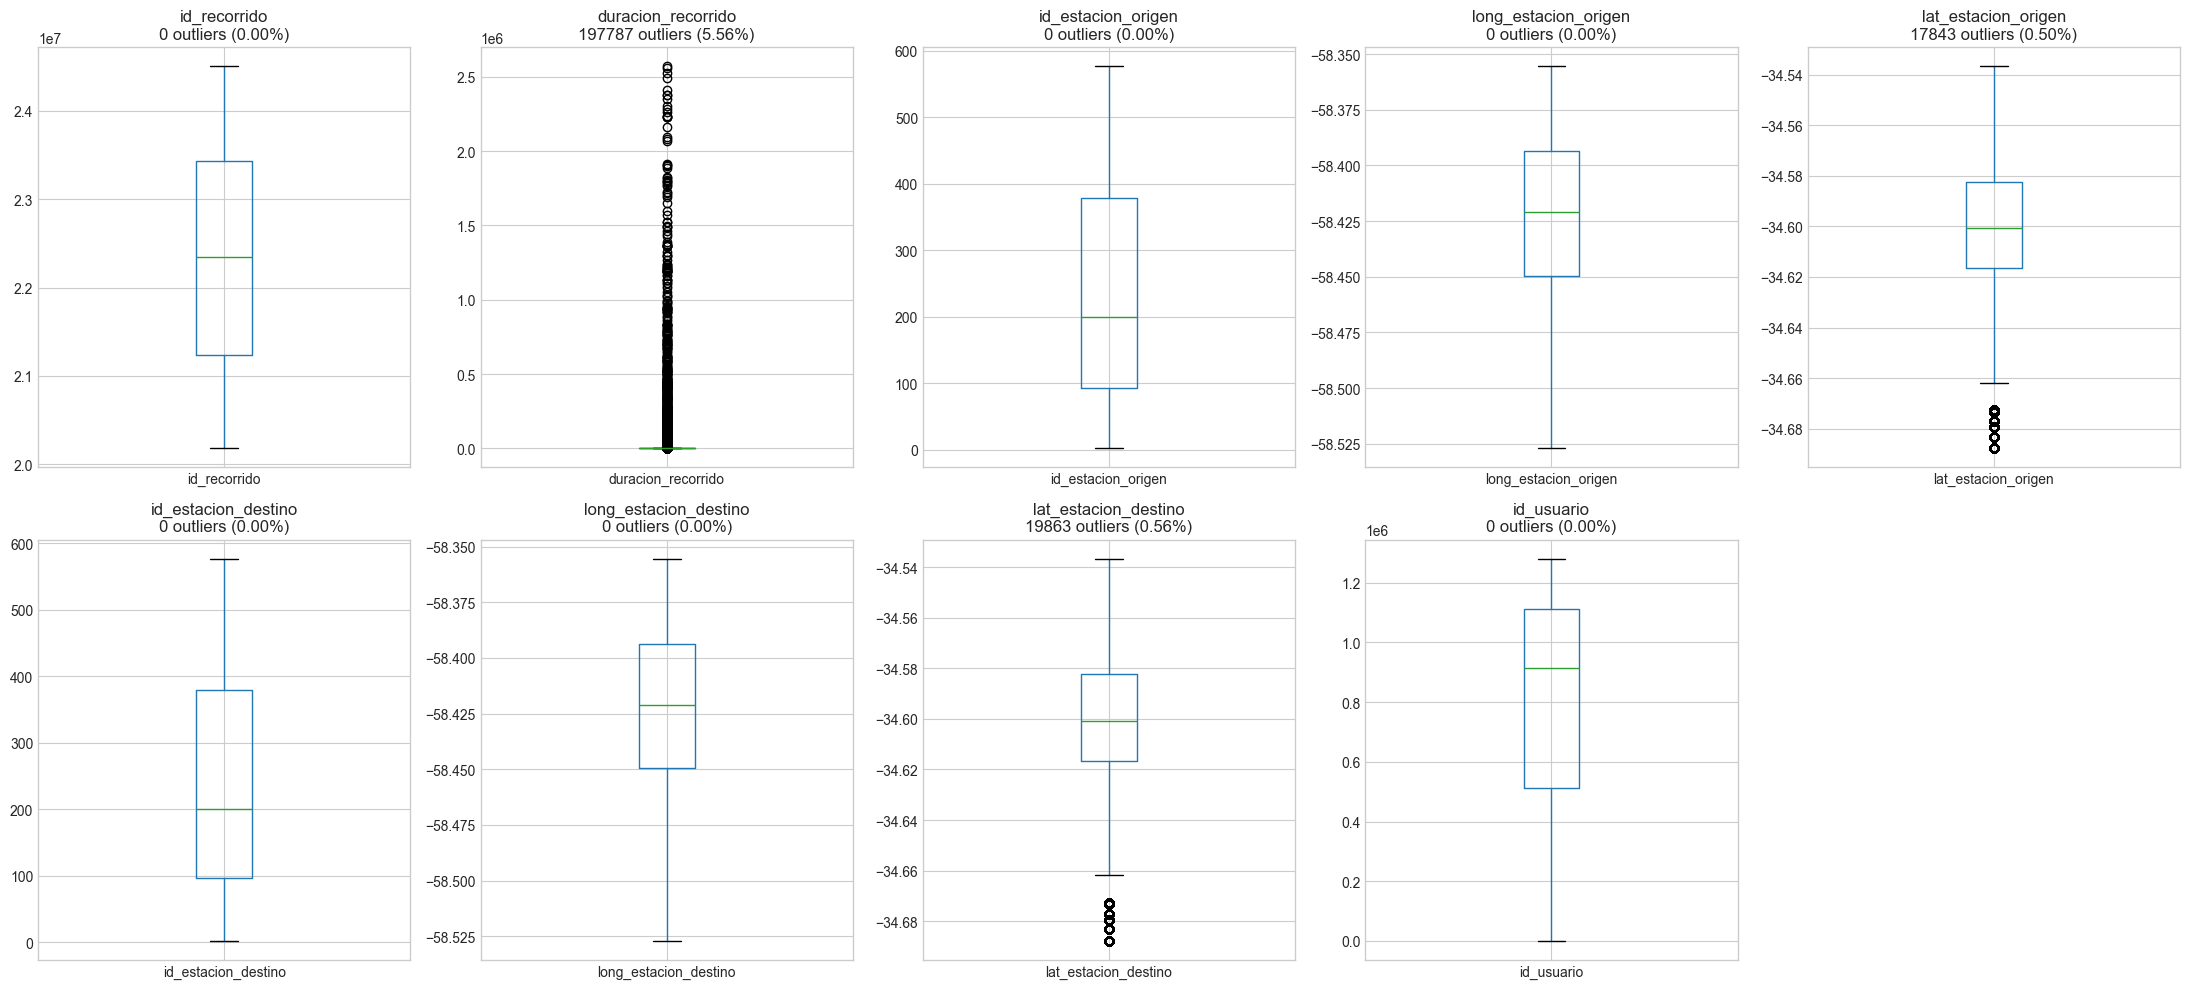 id_recorrido
0 outliers (0.00%)
1e7
2.4
2.3
2.2
2.1
2.0
id_recorrido
duracion_recorrido
197787 outliers (5.56%)
1e6
2.5
2.0
1.5
1.0
0.5
0.0
duracion_recorrido
id_estacion_origen
0 outliers (0.00%)
600
500
400
300
200
100
0
id_estacion_origen
long_estacion_origen
0 outliers (0.00%)
−58.350
−58.375
−58.400
−58.425
−58.450
−58.475
−58.500
−58.525
long_estacion_origen
lat_estacion_origen
17843 outliers (0.50%)
−34.54
−34.56
−34.58
−34.60
−34.62
−34.64
−34.66
−34.68
lat_estacion_origen
id_estacion_destino
0 outliers (0.00%)
600
500
400
300
200
100
0
id_estacion_destino
long_estacion_destino
0 outliers (0.00%)
−58.350
−58.375
−58.400
−58.425
−58.450
−58.475
−58.500
−58.525
long_estacion_destino
lat_estacion_destino
19863 outliers (0.56%)
−34.54
−34.56
−34.58
−34.60
−34.62
−34.64
−34.66
−34.68
lat_estacion_destino
id_usuario
0 outliers (0.00%)
1e6
1.2
1.0
0.8
0.6
0.4
0.2
0.0
id_usuario